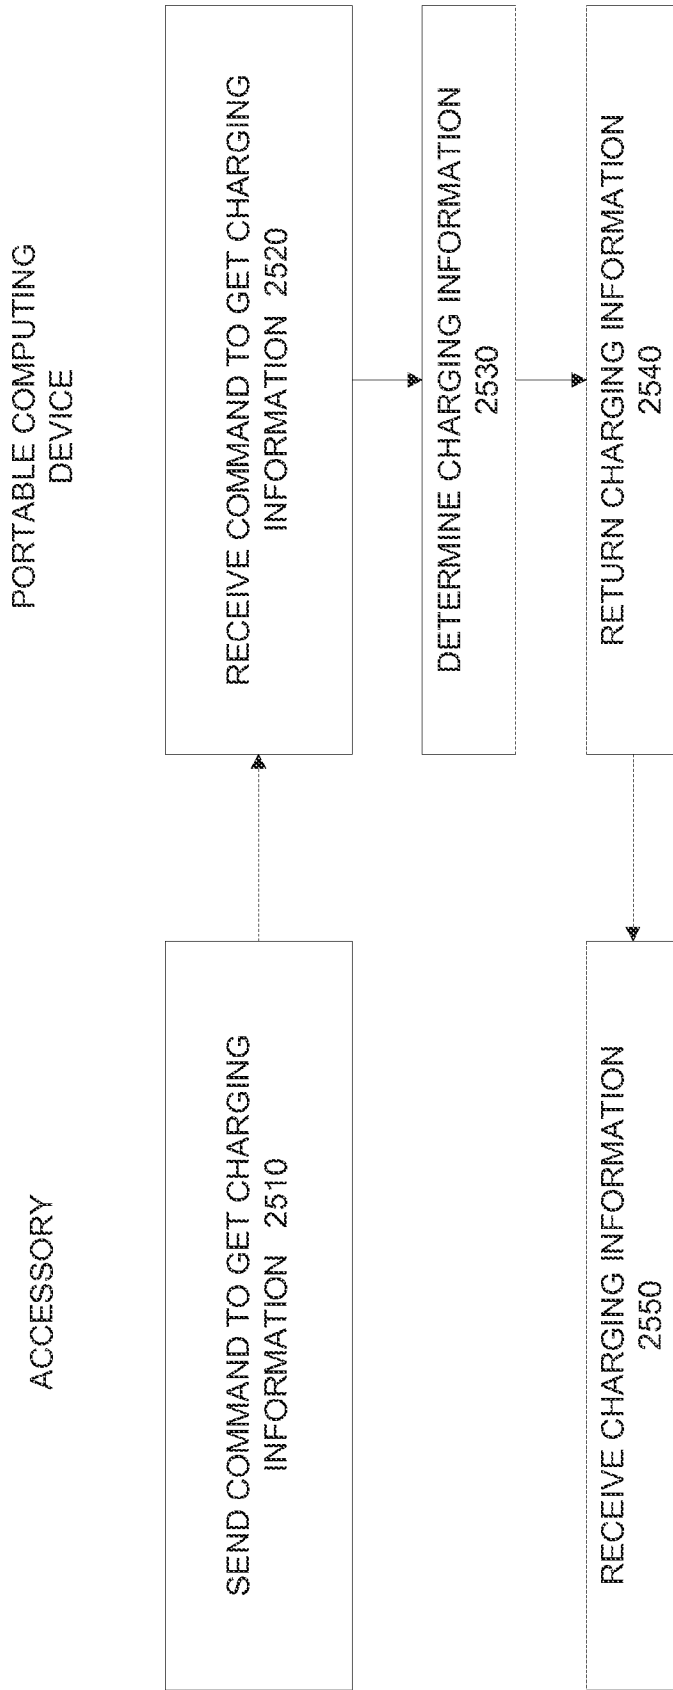 ACCESSORY
PORTABLE COMPUTING
DEVICE
SEND COMMAND TO GET CHARGING
INFORMATION 2510
RECEIVE COMMAND TO GET CHARGING
INFORMATION 2520
DETERMINE CHARGING INFORMATION
2530
RETURN CHARGING INFORMATION
2540
RECEIVE CHARGING INFORMATION
2550